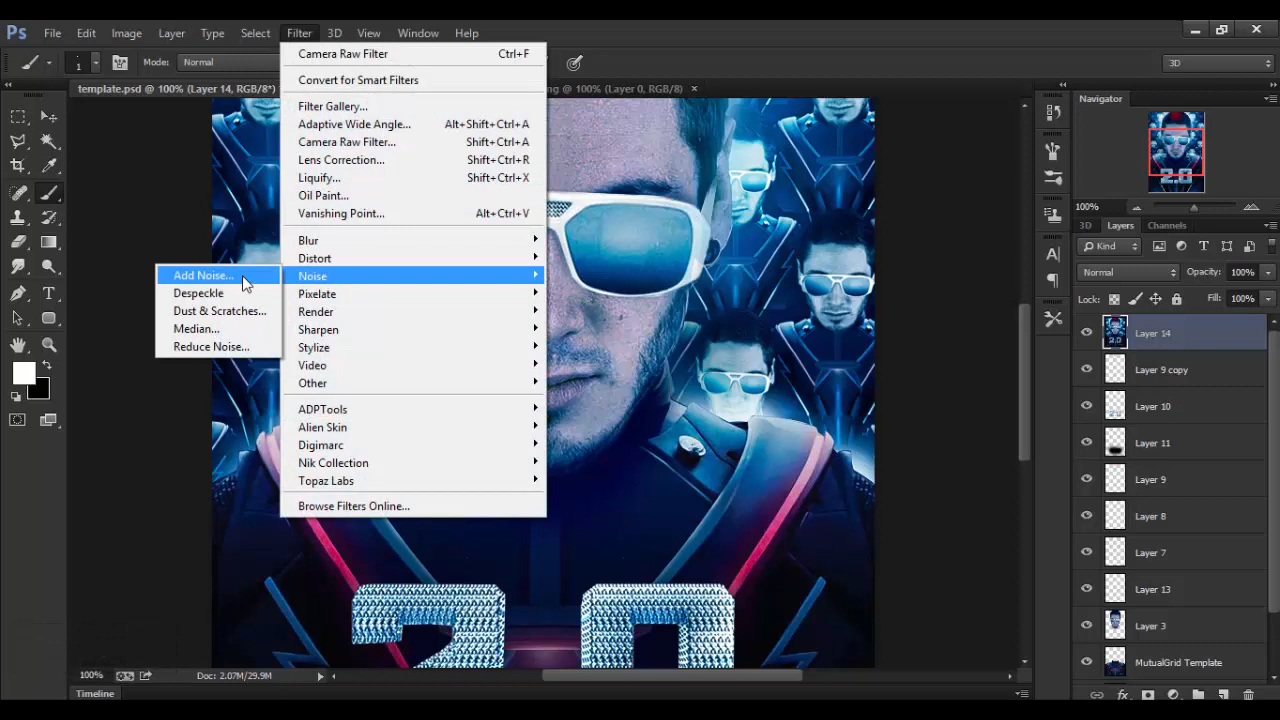 Ps File Edit Image Layer Type Select Filter 3D View Window Help
1 Mode: Normal 3D
template.psd @ 100% (Layer 14, RGB/8*) ng @ 100% (Layer 0, RGB/8)
Camera Raw Filter Ctrl+F
Convert for Smart Filters
Filter Gallery...
Adaptive Wide Angle... Alt+Shift+Ctrl+A
Camera Raw Filter... Shift+Ctrl+A
Lens Correction... Shift+Ctrl+R
Liquify... Shift+Ctrl+X
Oil Paint...
Vanishing Point... Alt+Ctrl+V
Blur
Distort
Noise
Pixelate
Render
Sharpen
Stylize
Video
Other
ADPTools
Alien Skin
Digimarc
Nik Collection
Topaz Labs
Browse Filters Online...
Add Noise...
Despeckle
Dust & Scratches...
Median...
Reduce Noise...
2.0
Navigator
2.0
100%
3D Layers Channels
Kind
Normal Opacity: 100%
Lock: Fill: 100%
Layer 14
Layer 9 copy
Layer 10
Layer 11
Layer 9
Layer 8
Layer 7
Layer 13
Layer 3
MutualGrid Template
100% Doc: 2.07M/29.9M
Timeline